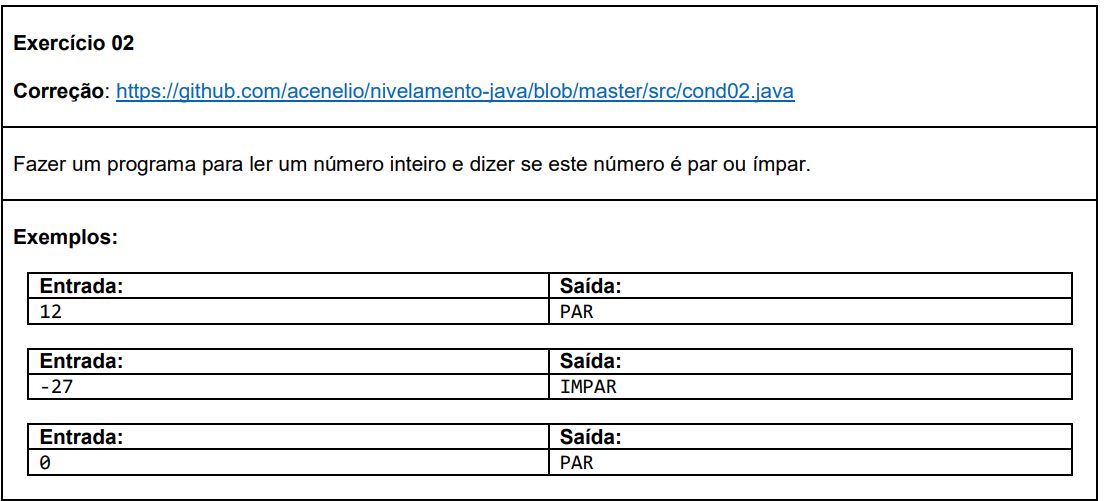 Exercício 02
Correção: https://github.com/acenelio/nivelamento-java/blob/master/src/cond02.java
Fazer um programa para ler um número inteiro e dizer se este número é par ou ímpar.
Exemplos:
Entrada: Saída:
12 PAR
Entrada: Saída:
-27 IMPAR
Entrada: Saída:
0 PAR